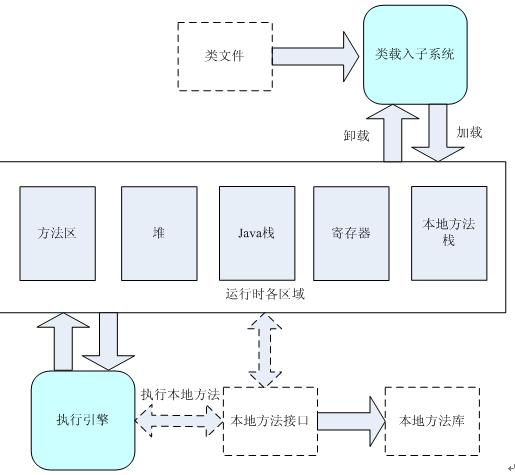 类文件
类载入子系统
卸载
加载
方法区
堆
Java栈
寄存器
本地方法
栈
运行时各区域
执行本地方法
执行引擎
本地方法接口
本地方法库